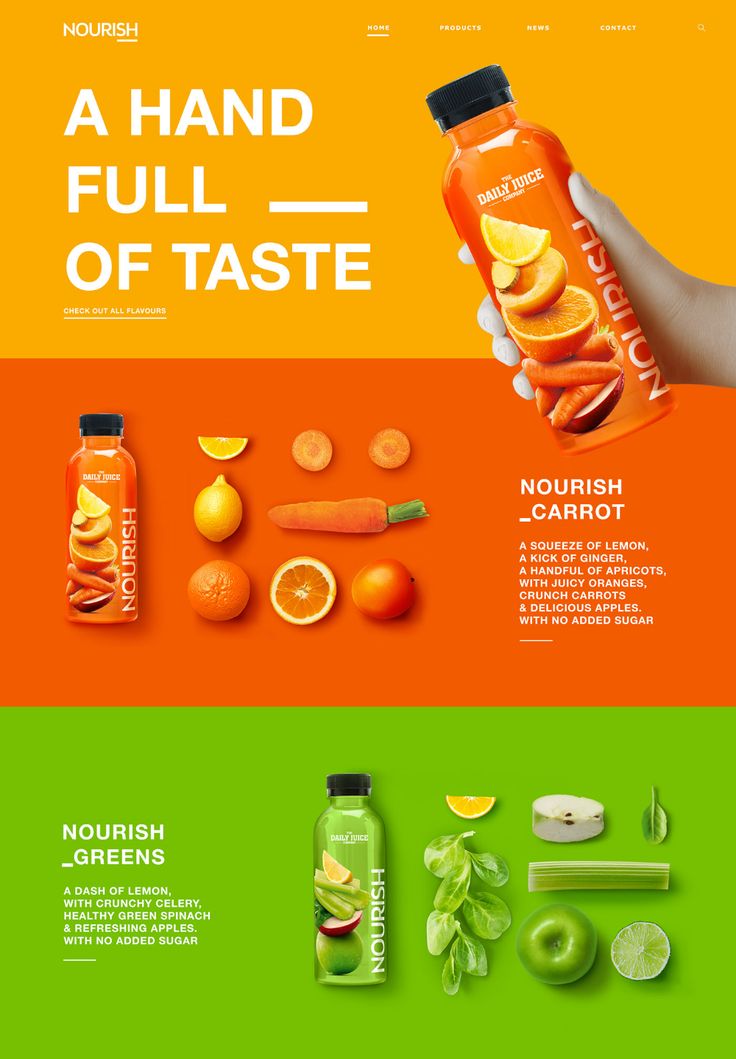 NOURISH
HOME
PRODUCTS
NEWS
CONTACT
A HAND
FULL
OF TASTE
CHECK OUT ALL FLAVOURS
THE
DAILY JUICE
COMPANY
NOURISH
THE
DAILY JUICE
COMPANY
NOURISH
NOURISH
_CARROT
A SQUEEZE OF LEMON,
A KICK OF GINGER,
A HANDFUL OF APRICOTS,
WITH JUICY ORANGES,
CRUNCH CARROTS
& DELICIOUS APPLES.
WITH NO ADDED SUGAR
NOURISH
_GREENS
A DASH OF LEMON,
WITH CRUNCHY CELERY,
HEALTHY GREEN SPINACH
& REFRESHING APPLES.
WITH NO ADDED SUGAR
THE
DAILY JUICE
COMPANY
NOURISH